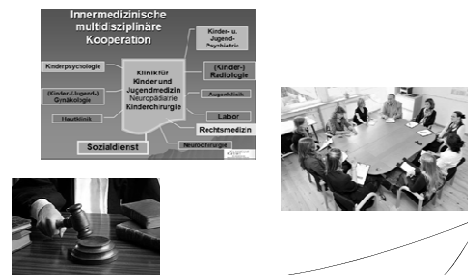 Innermedizinische
multidisziplinäre
Kooperation
Kinder- u.
Jugend-
Psychiatrie
Kinderpsychologie
Klinik für
Kinder und
Jugendmedizin
Neuropädiatrie
Kinderchirurgie
(Kinder-)
Radiologie
(Kinder-/Jugend-)
Gynäkologie
Augenklinik
Hautklinik
Labor
Rechtsmedizin
Sozialdienst
Neurochirurgie